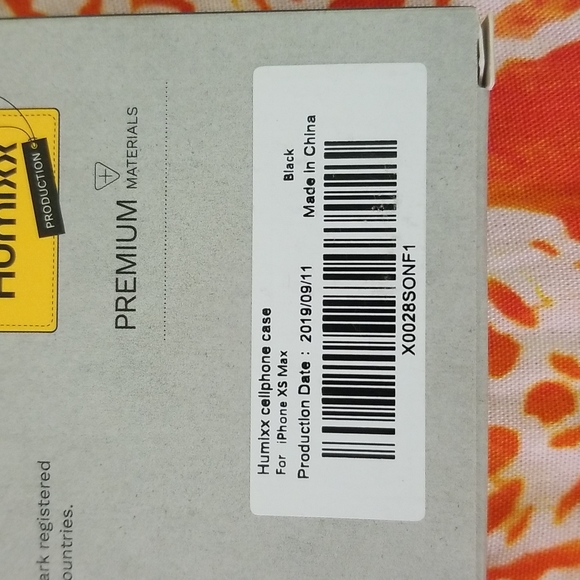 Humixx
PRODUCTION
PREMIUM MATERIALS
ark registered
ountries.
Humixx cellphone case
For iPhone XS Max Black
Production Date : 2019/09/11 Made In China
X0028SONF1